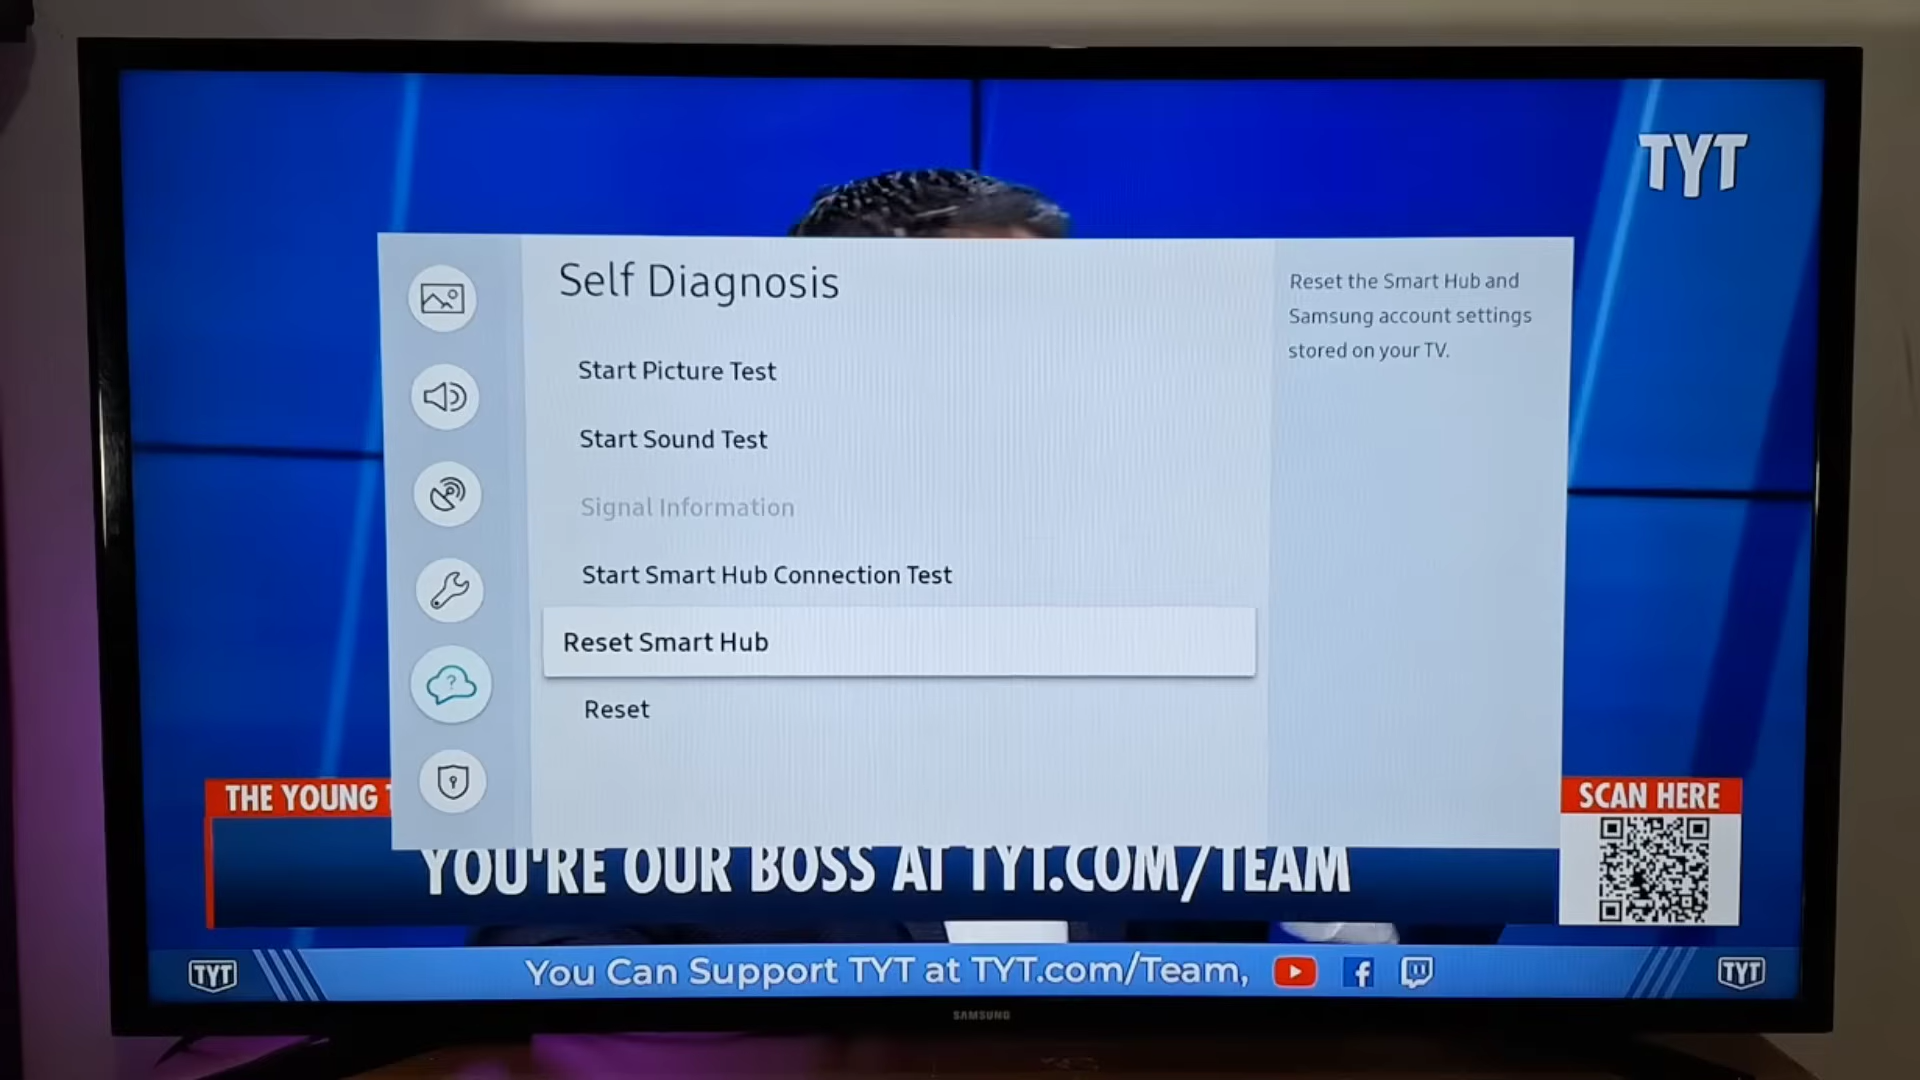 TYT
Self Diagnosis
Start Picture Test
Start Sound Test
Signal Information
Start Smart Hub Connection Test
Reset Smart Hub
Reset
Reset the Smart Hub and
Samsung account settings
stored on your TV.
THE YOUNG
SCAN HERE
YOU'RE OUR BOSS AT TYT.COM/TEAM
TYT
You Can Support TYT at TYT.com/Team,
TYT
SAMSUNG